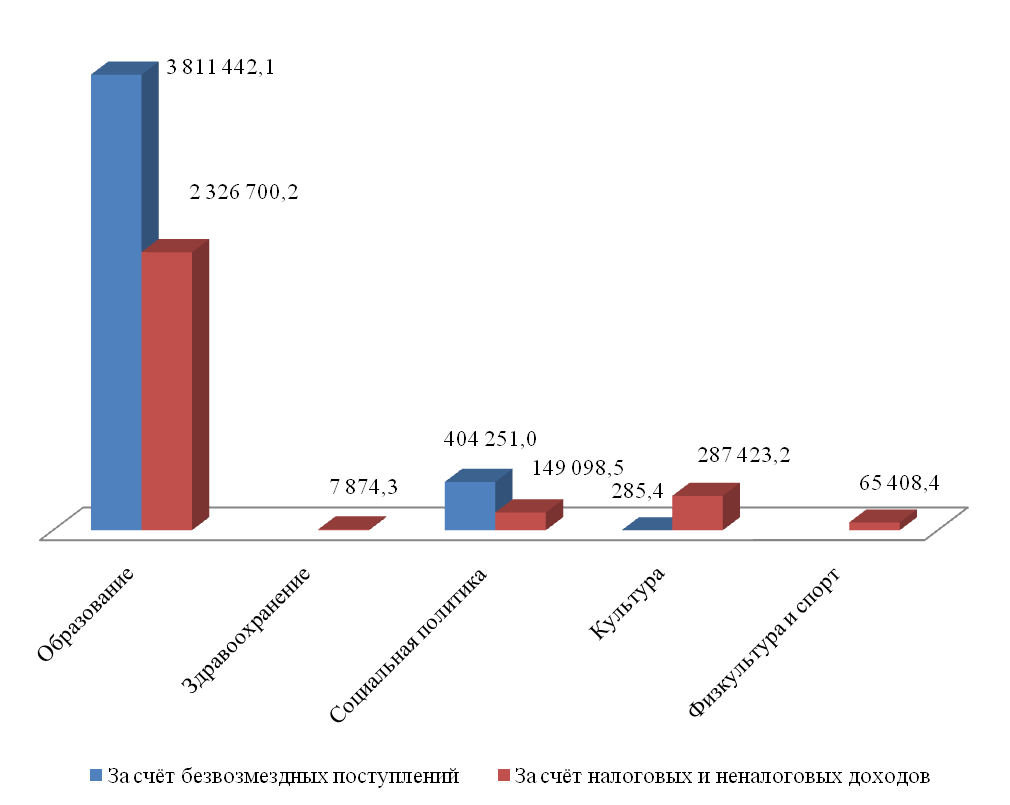 3 811 442,1
2 326 700,2
404 251,0
149 098,5
287 423,2
7 874,3
285,4
65 408,4
Образование
Здравоохранение
Социальная политика
Культура
Физкультура и спорт
За счёт безвозмездных поступлений
За счёт налоговых и неналоговых доходов